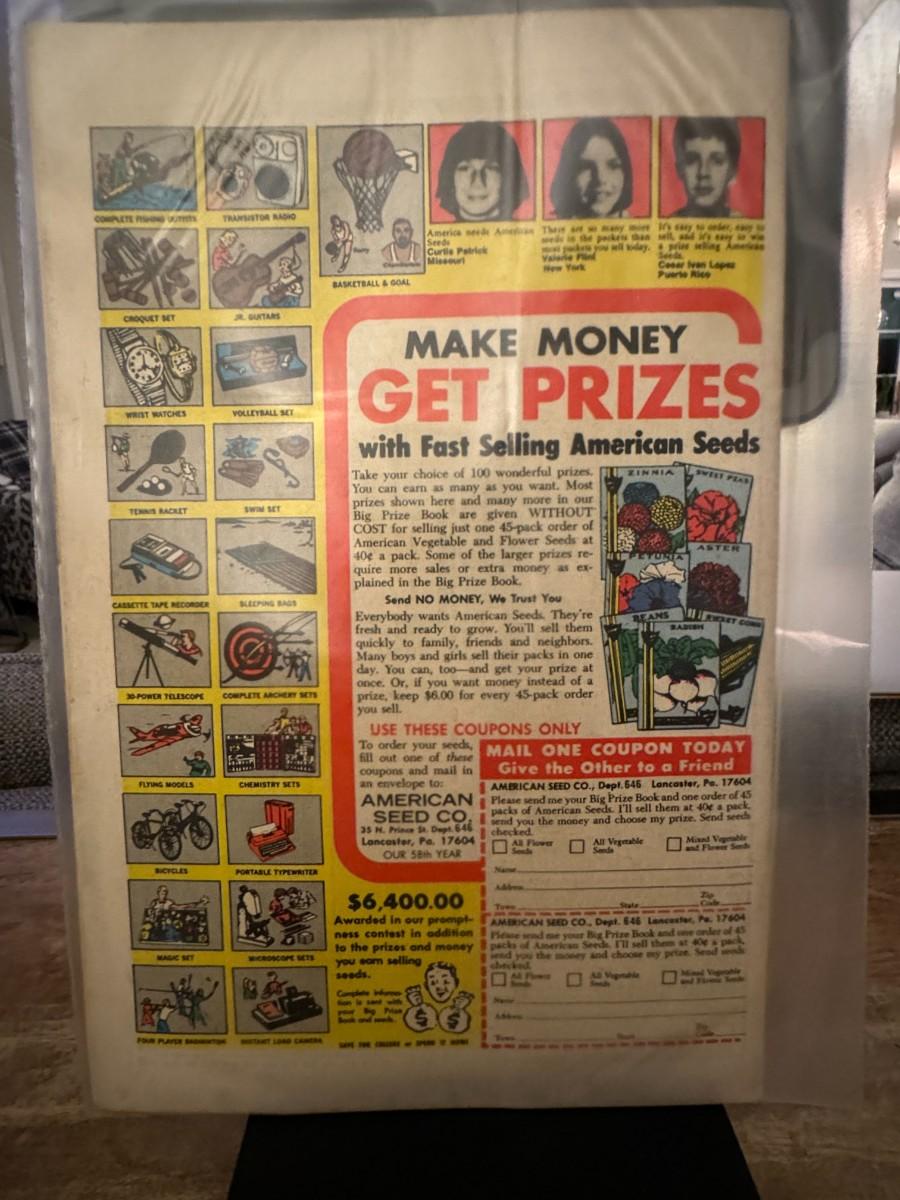 COMPLETE FISHING OUTFITS
TRANSISTOR RADIO
CROQUET SET
JR. GUITARS
WRIST WATCHES
VOLLEYBALL SET
TENNIS RACKET
SWIM SET
CASSETTE TAPE RECORDER
SLEEPING BAGS
30-POWER TELESCOPE
COMPLETE ARCHERY SETS
FLYING MODELS
CHEMISTRY SETS
BICYCLES
PORTABLE TYPEWRITER
MAGIC SET
MICROSCOPE SETS
FOUR PLAYER BADMINTON
INSTANT LOAD CAMERA
BASKETBALL & GOAL
America needs American
Seeds
Curtis Patrick
Missouri
There are so many more
seeds in the packets than
most packets you sell today.
Valerie Flint
New York
It's easy to order, easy to
sell, and it's easy to win
a prize selling American
Seeds.
Cesar Ivan Lopez
Puerto Rico
MAKE MONEY
GET PRIZES
with Fast Selling American Seeds
Take your choice of 100 wonderful prizes.
You can earn as many as you want. Most
prizes shown here and many more in our
Big Prize Book are given WITHOUT
COST for selling just one 45-pack order of
American Vegetable and Flower Seeds at
40¢ a pack. Some of the larger prizes re-
quire more sales or extra money as ex-
plained in the Big Prize Book.
Send NO MONEY, We Trust You
Everybody wants American Seeds. They're
fresh and ready to grow. You'll sell them
quickly to family, friends and neighbors.
Many boys and girls sell their packs in one
day. You can, too—and get your prize at
once. Or, if you want money instead of a
prize, keep $6.00 for every 45-pack order
you sell.
ZINNIA
SWEET PEAS
PETUNIA
ASTER
BEANS
RADISH
SWEET CORN
USE THESE COUPONS ONLY
To order your seeds,
fill out one of these
coupons and mail in
an envelope to:
AMERICAN
SEED CO.
35 N. Prince St. Dept. 646
Lancaster, Pa. 17604
OUR 58th YEAR
$6,400.00
Awarded in our prompt-
ness contest in addition
to the prizes and money
you earn selling
seeds.
Complete informa-
tion is sent with
your Big Prize
Book and seeds.
SAVE FOR COLLEGE or SPEND IT NOW!
MAIL ONE COUPON TODAY
Give the Other to a Friend
AMERICAN SEED CO., Dept. 646 Lancaster, Pa. 17604
Please send me your Big Prize Book and one order of 45
packs of American Seeds. I'll sell them at 40¢ a pack,
send you the money and choose my prize. Send seeds
checked.
All Flower Seeds
All Vegetable Seeds
Mixed Vegetable and Flower Seeds
Name
Address
Town State Zip Code
AMERICAN SEED CO., Dept. 646 Lancaster, Pa. 17604
Please send me your Big Prize Book and one order of 45
packs of American Seeds. I'll sell them at 40¢ a pack,
send you the money and choose my prize. Send seeds
checked.
All Flower Seeds
All Vegetable Seeds
Mixed Vegetable and Flower Seeds
Name
Address
Town State Zip